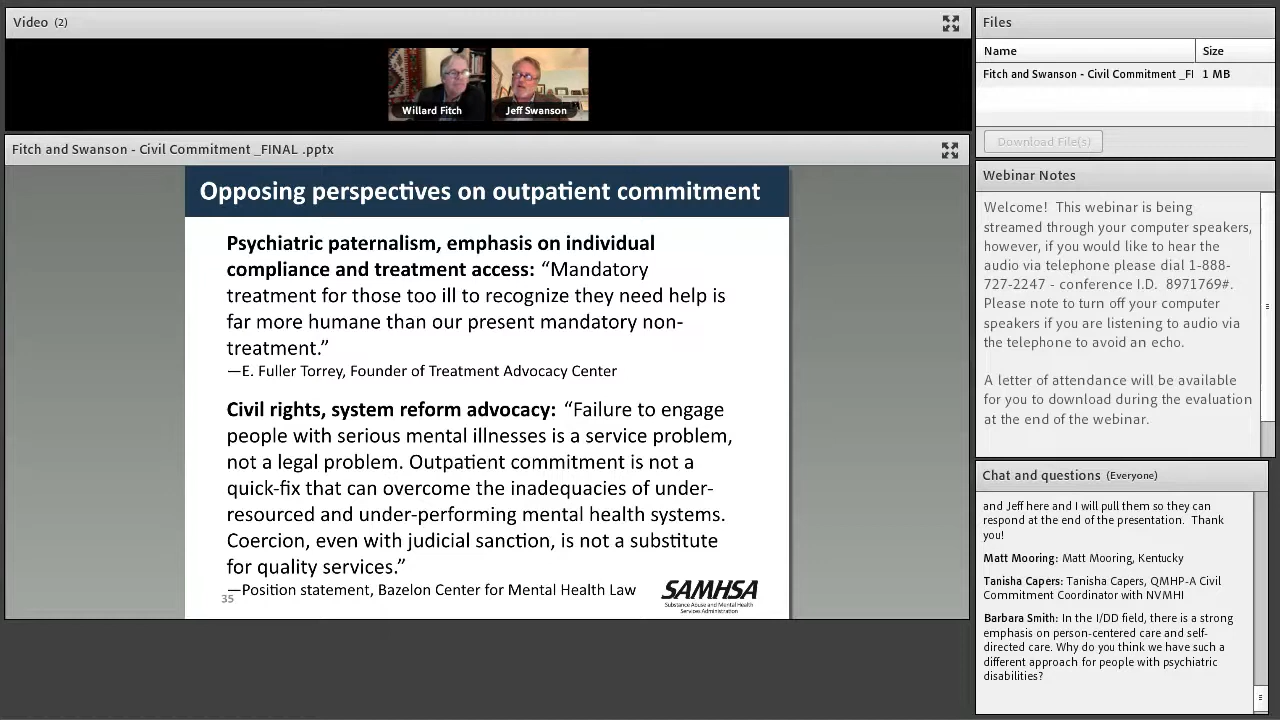 Video (2)
Willard Fitch
Jeff Swanson
Fitch and Swanson - Civil Commitment _FINAL .pptx
Opposing perspectives on outpatient commitment
Psychiatric paternalism, emphasis on individual
compliance and treatment access: “Mandatory
treatment for those too ill to recognize they need help is
far more humane than our present mandatory non-
treatment.”
—E. Fuller Torrey, Founder of Treatment Advocacy Center
Civil rights, system reform advocacy: “Failure to engage
people with serious mental illnesses is a service problem,
not a legal problem. Outpatient commitment is not a
quick-fix that can overcome the inadequacies of under-
resourced and under-performing mental health systems.
Coercion, even with judicial sanction, is not a substitute
for quality services.”
—Position statement, Bazelon Center for Mental Health Law
35
SAMHSA
Substance Abuse and Mental Health
Services Administration
Files
Name Size
Fitch and Swanson - Civil Commitment _FI 1 MB
Download File(s)
Webinar Notes
Welcome! This webinar is being
streamed through your computer speakers,
however, if you would like to hear the
audio via telephone please dial 1-888-
727-2247 - conference I.D. 8971769#.
Please note to turn off your computer
speakers if you are listening to audio via
the telephone to avoid an echo.
A letter of attendance will be available
for you to download during the evaluation
at the end of the webinar.
Chat and questions (Everyone)
and Jeff here and I will pull them so they can
respond at the end of the presentation. Thank
you!
Matt Mooring: Matt Mooring, Kentucky
Tanisha Capers: Tanisha Capers, QMHP-A Civil
Commitment Coordinator with NVMHI
Barbara Smith: In the I/DD field, there is a strong
emphasis on person-centered care and self-
directed care. Why do you think we have such a
different approach for people with psychiatric
disabilities?